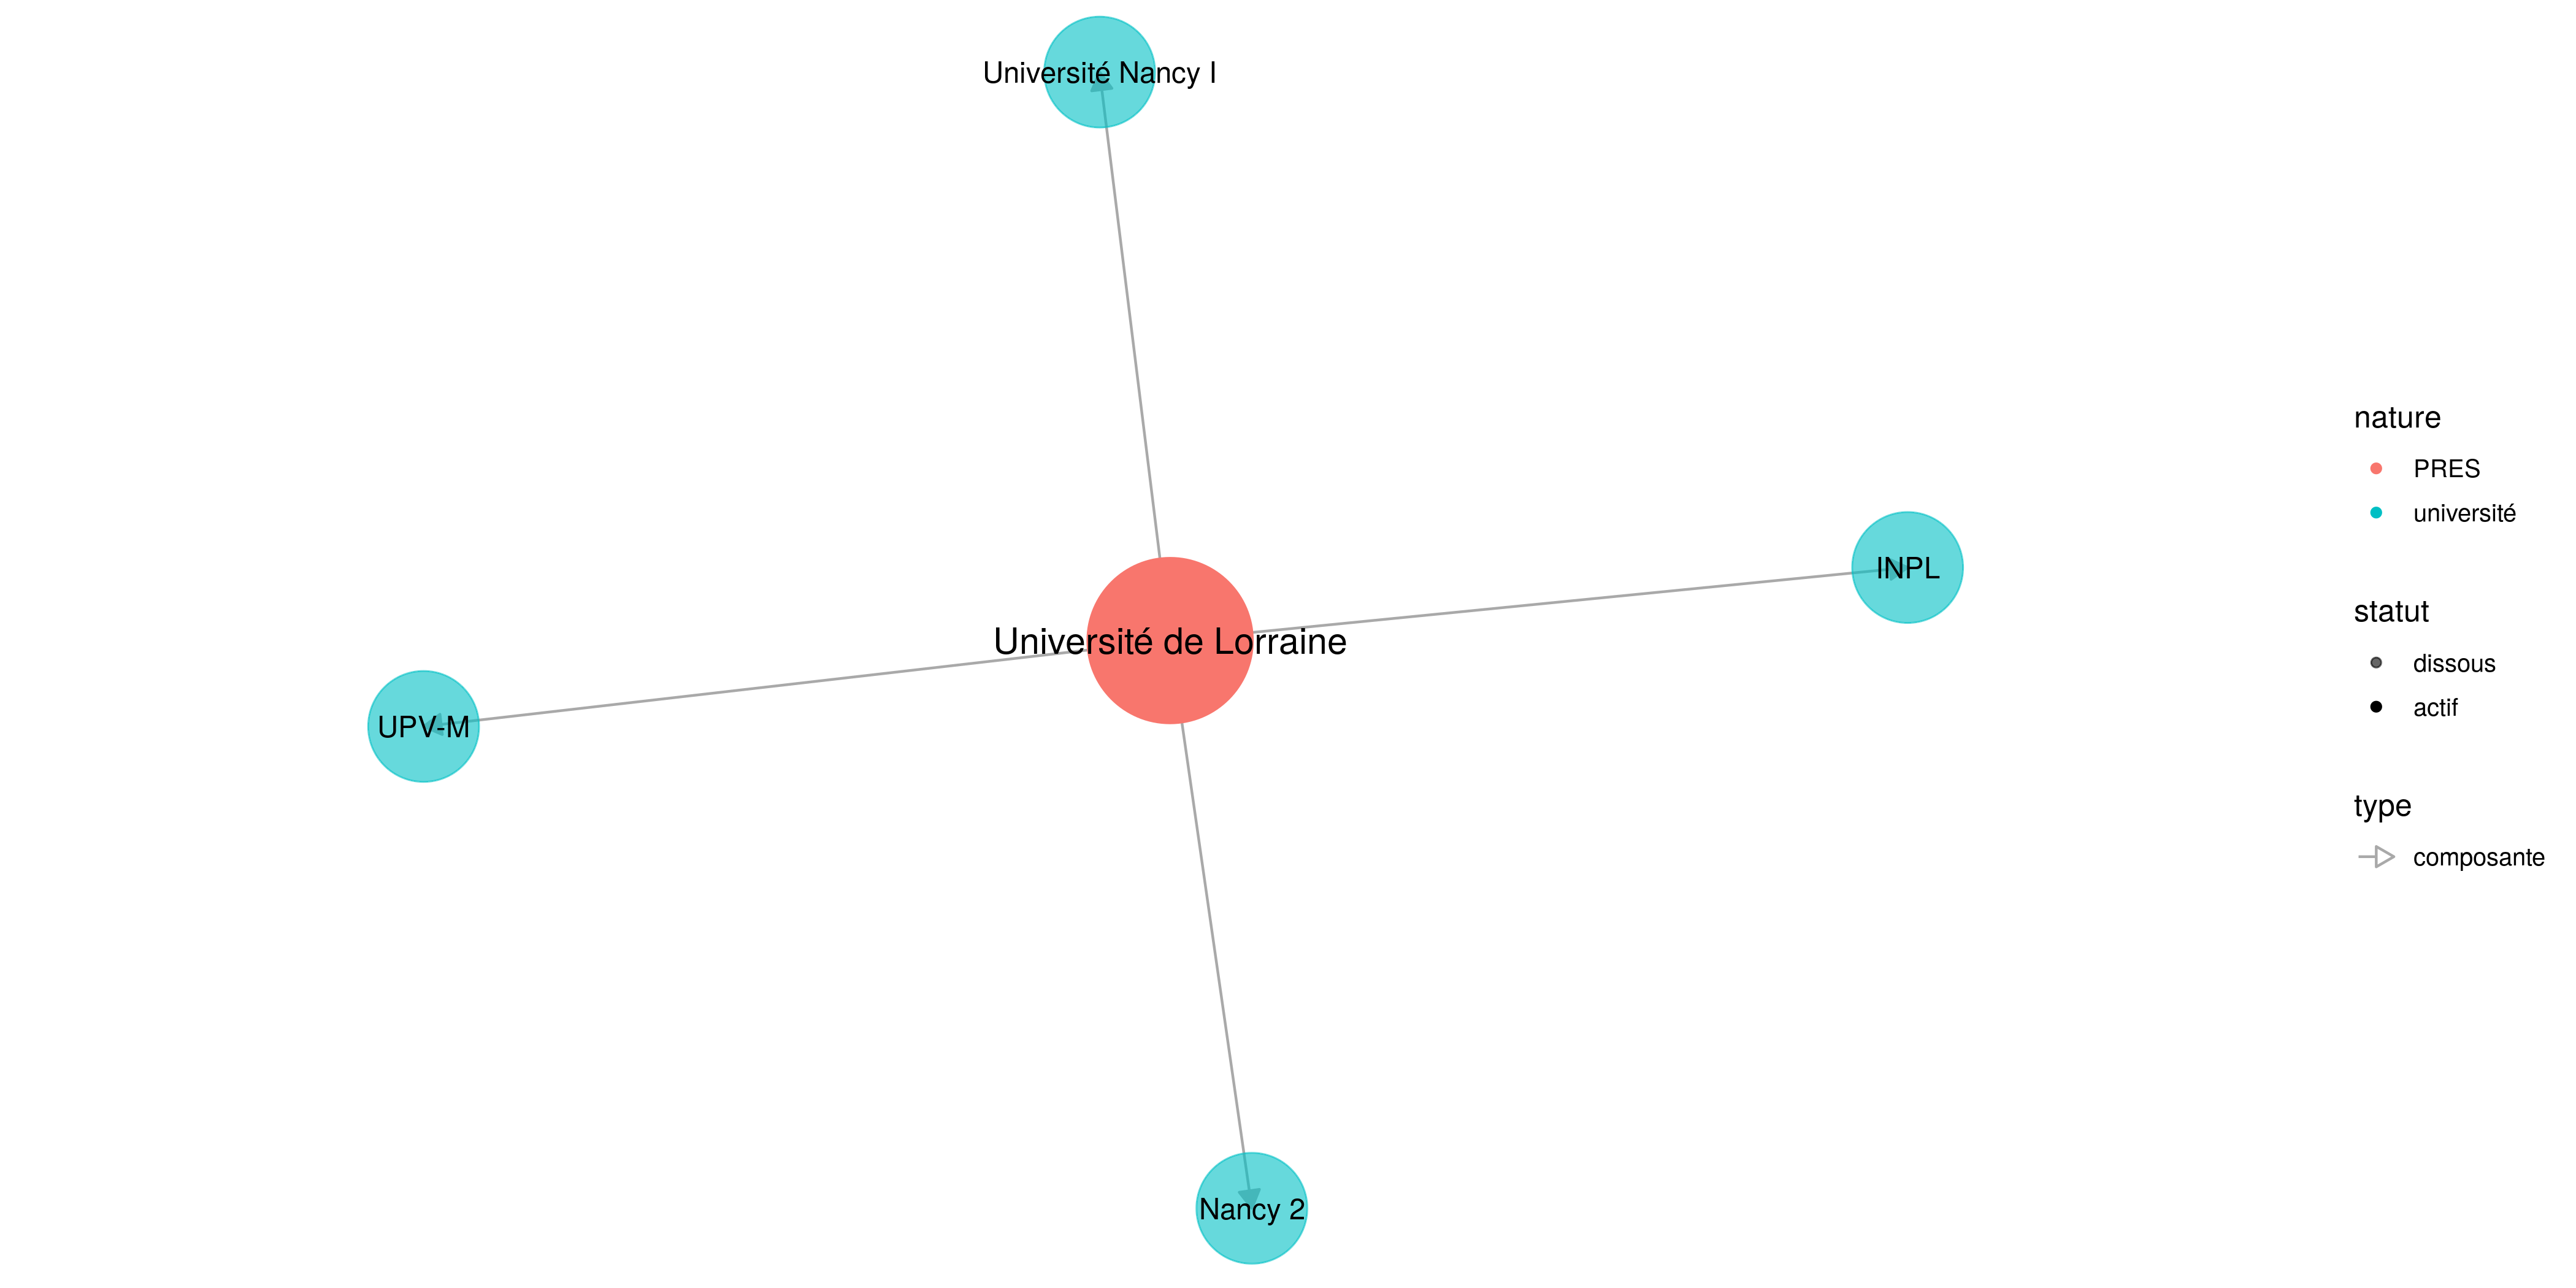 Université Nancy I
INPL
Université de Lorraine
UPV-M
Nancy 2
nature
PRES
université
statut
dissous
actif
type
composante